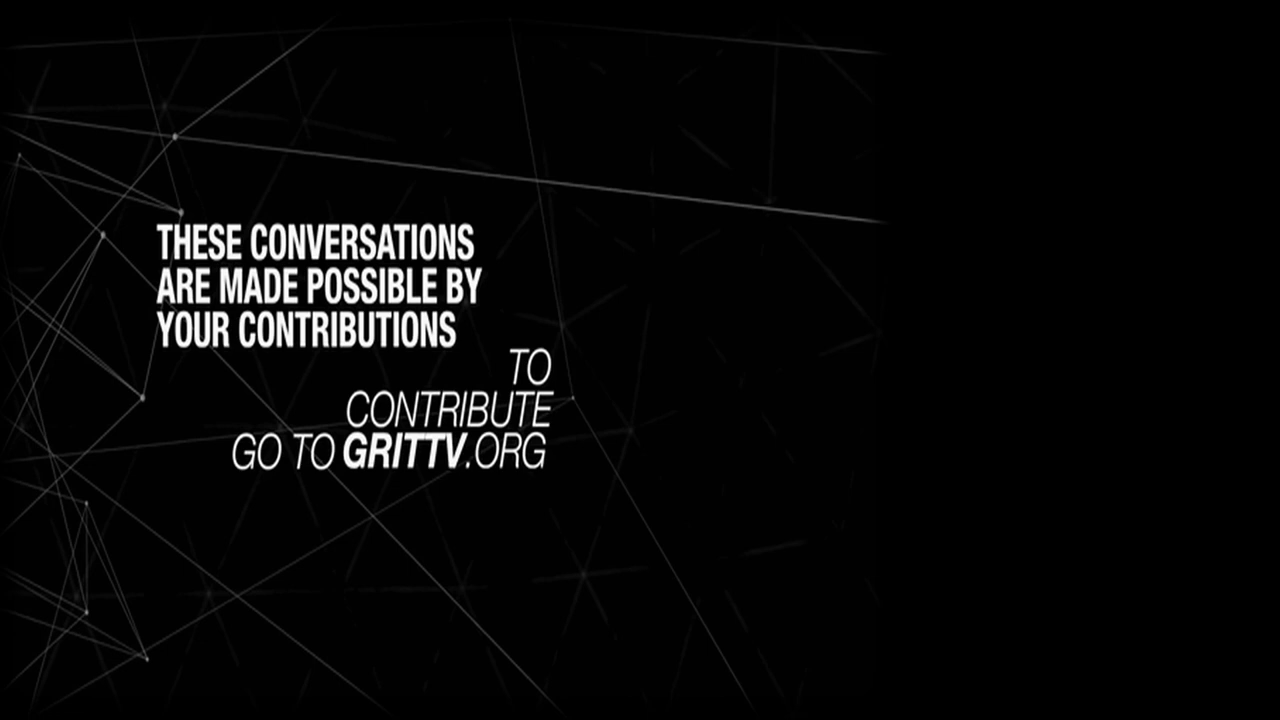 THESE CONVERSATIONS
ARE MADE POSSIBLE BY
YOUR CONTRIBUTIONS
TO
CONTRIBUTE
GO TO GRITTV.ORG